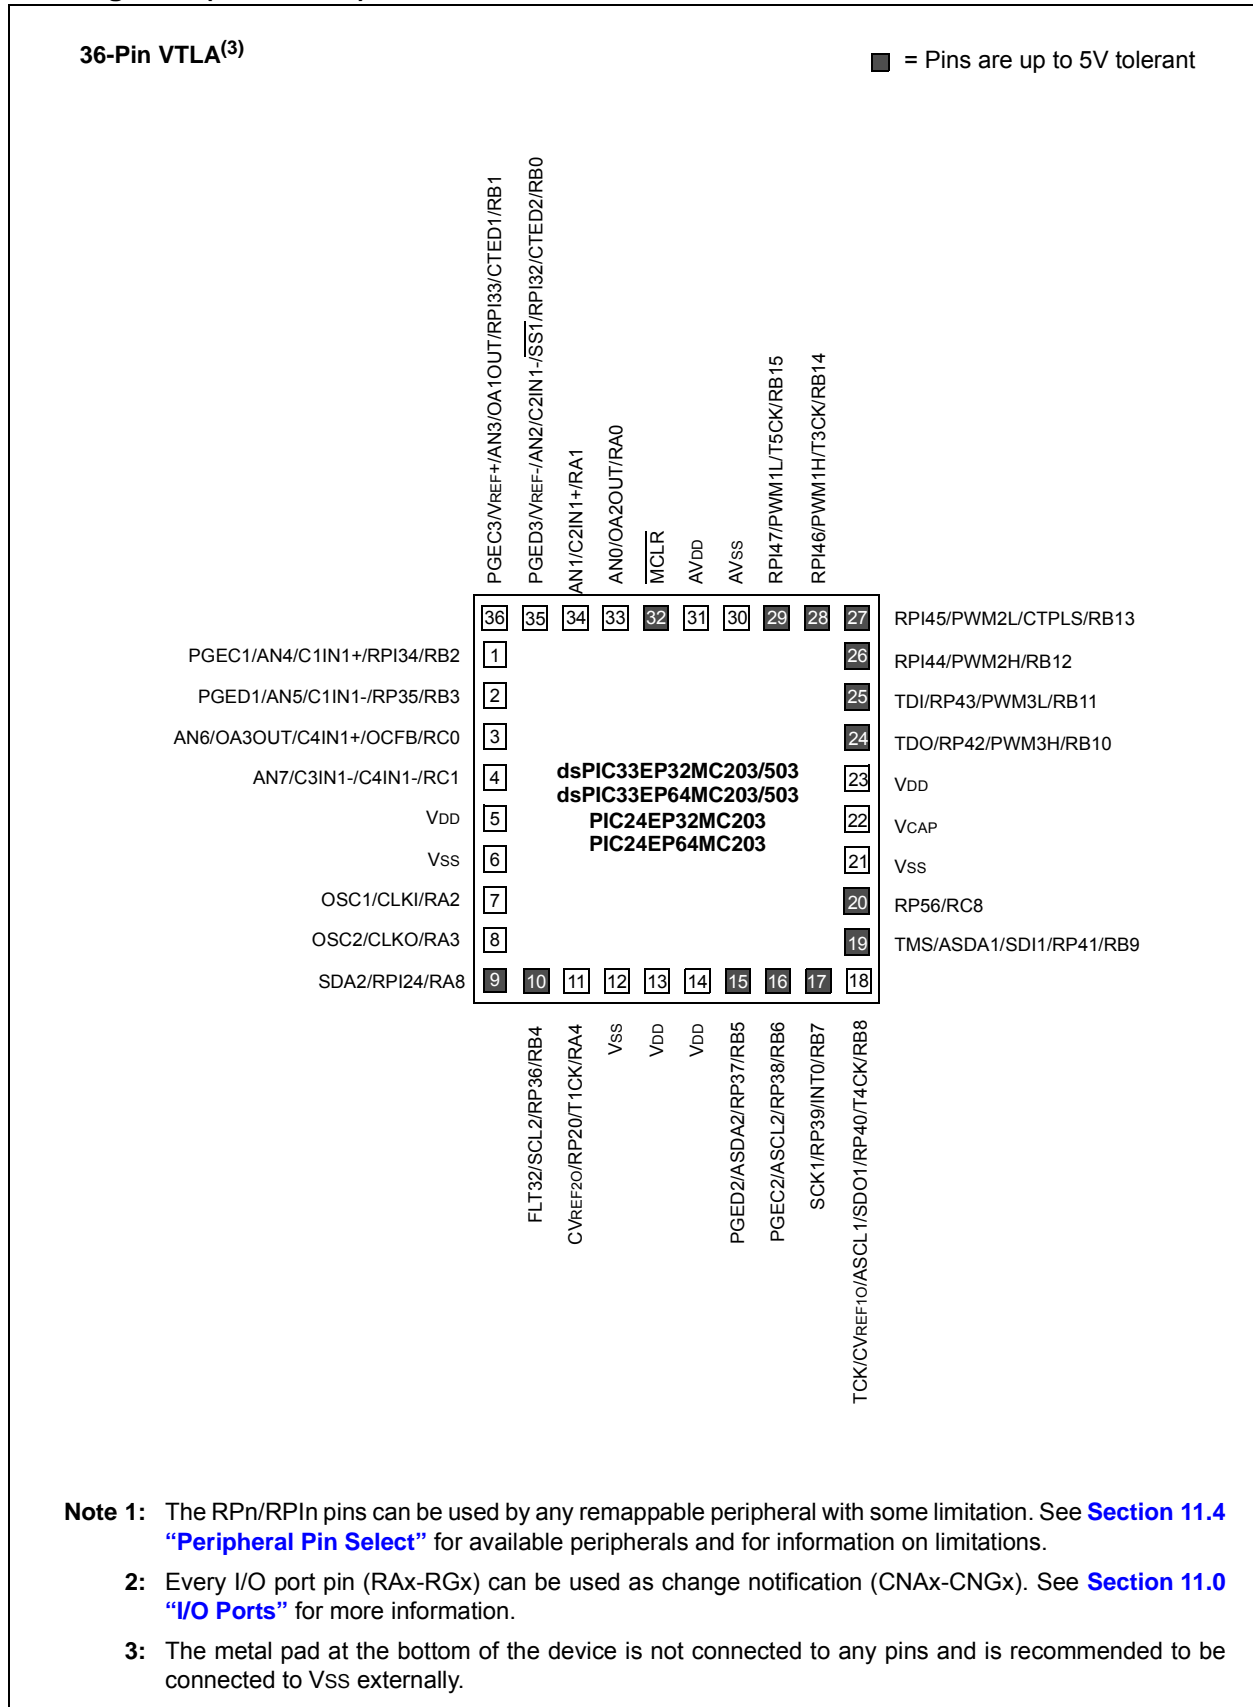 36-Pin VTLA(3)
= Pins are up to 5V tolerant
PGEC3/VREF+/AN3/OA1OUT/RPI33/CTED1/RB1
PGED3/VREF-/AN2/C2IN1-/SS1/RPI32/CTED2/RB0
AN1/C2IN1+/RA1
AN0/OA2OUT/RA0
MCLR
AVDD
AVSS
RPI47/PWM1L/T5CK/RB15
RPI46/PWM1H/T3CK/RB14
36 35 34 33 32 31 30 29 28 27 RPI45/PWM2L/CTPLS/RB13
PGEC1/AN4/C1IN1+/RPI34/RB2 1 26 RPI44/PWM2H/RB12
PGED1/AN5/C1IN1-/RP35/RB3 2 25 TDI/RP43/PWM3L/RB11
AN6/OA3OUT/C4IN1+/OCFB/RC0 3 24 TDO/RP42/PWM3H/RB10
AN7/C3IN1-/C4IN1-/RC1 4 23 VDD
dsPIC33EP32MC203/503
dsPIC33EP64MC203/503
PIC24EP32MC203
PIC24EP64MC203
VDD 5 22 VCAP
VSS 6 21 VSS
OSC1/CLKI/RA2 7 20 RP56/RC8
OSC2/CLKO/RA3 8 19 TMS/ASDA1/SDI1/RP41/RB9
SDA2/RPI24/RA8 9 10 11 12 13 14 15 16 17 18
FLT32/SCL2/RP36/RB4
CVREF2O/RP20/T1CK/RA4
VSS
VDD
VDD
PGED2/ASDA2/RP37/RB5
PGEC2/ASCL2/RP38/RB6
SCK1/RP39/INT0/RB7
TCK/CVREF1O/ASCL1/SDO1/RP40/T4CK/RB8
Note 1: The RPn/RPIn pins can be used by any remappable peripheral with some limitation. See Section 11.4
“Peripheral Pin Select” for available peripherals and for information on limitations.
2: Every I/O port pin (RAx-RGx) can be used as change notification (CNAx-CNGx). See Section 11.0
“I/O Ports” for more information.
3: The metal pad at the bottom of the device is not connected to any pins and is recommended to be
connected to VSS externally.